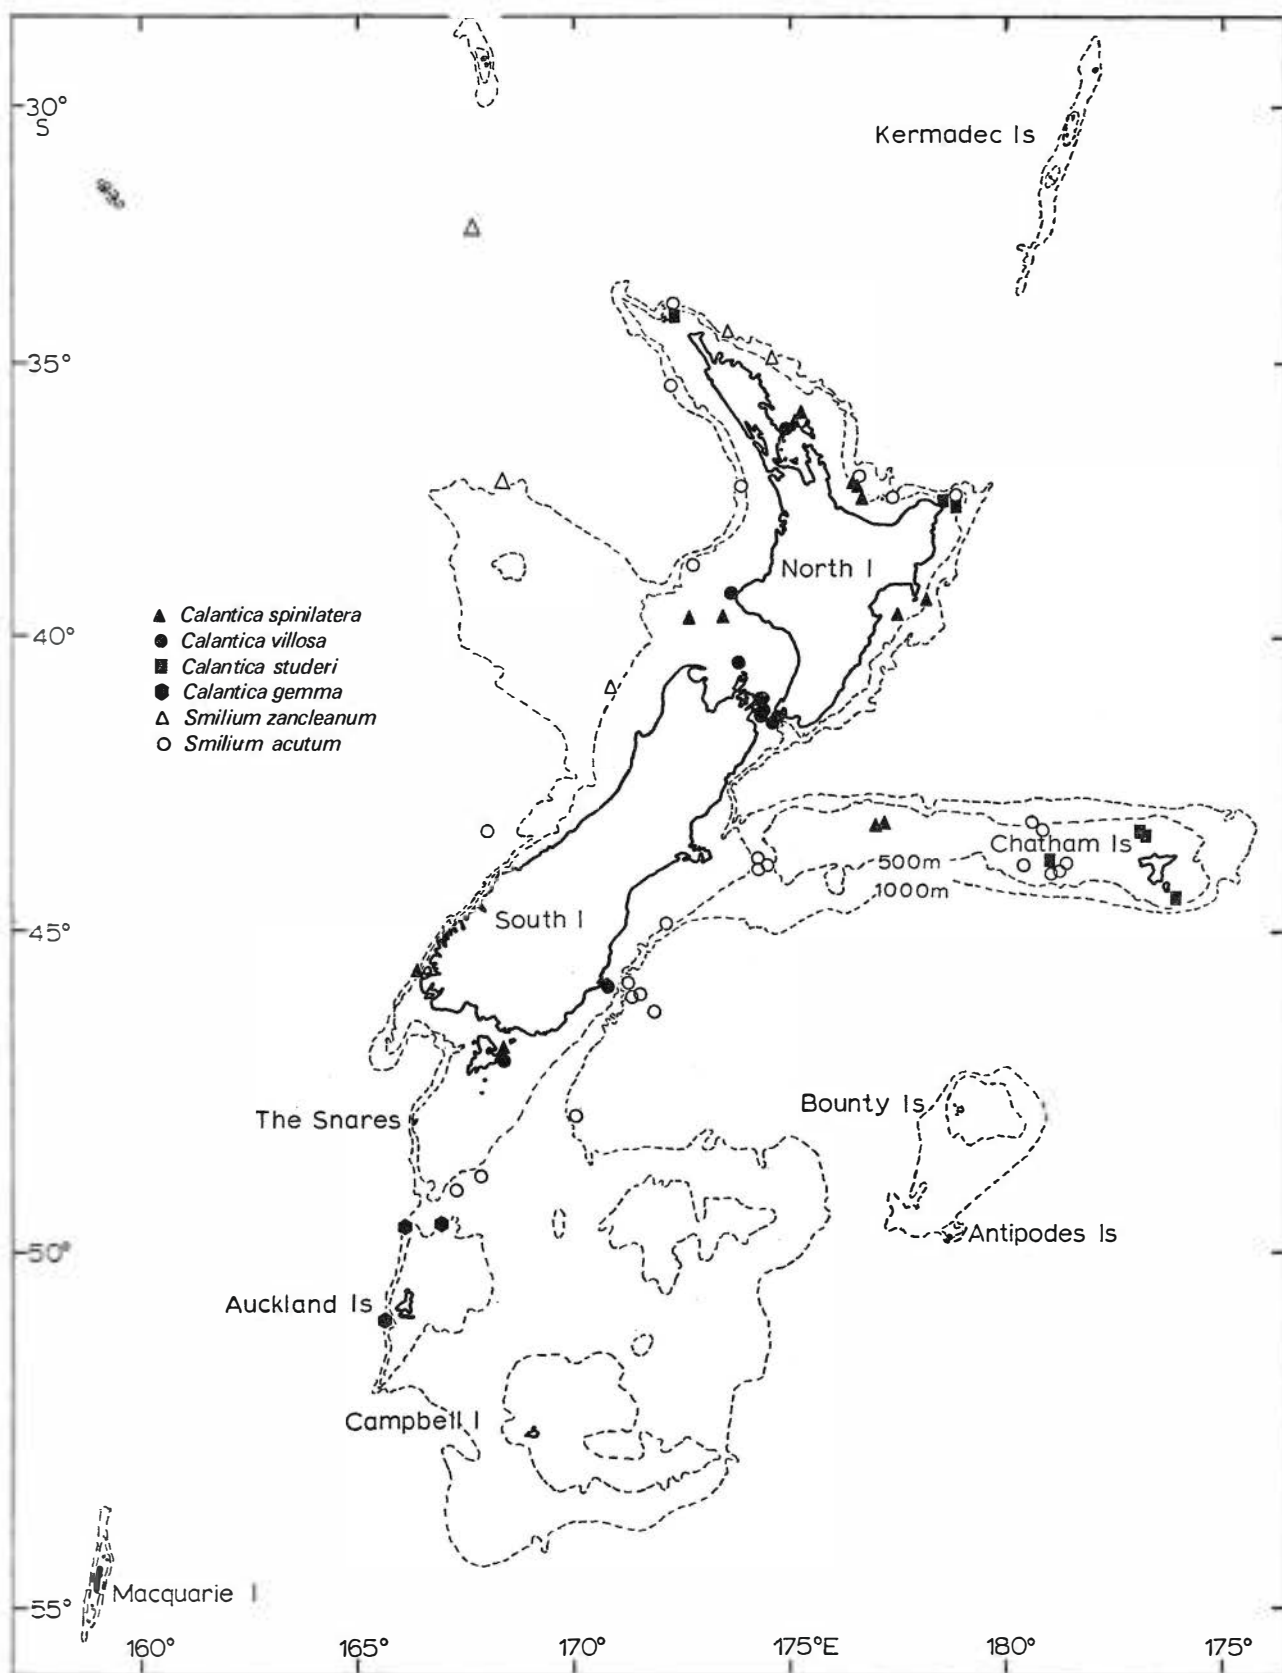 30°
S
Kermadec Is
35°
North I
▲ Calantica spinilatera
● Calantica villosa
■ Calantica studeri
⬢ Calantica gemma
△ Smilium zancleanum
○ Smilium acutum
40°
Chatham Is
500m
1000m
South I
45°
The Snares
Bounty Is
Antipodes Is
50°
Auckland Is
Campbell I
Macquarie I
55°
160° 165° 170° 175°E 180° 175°